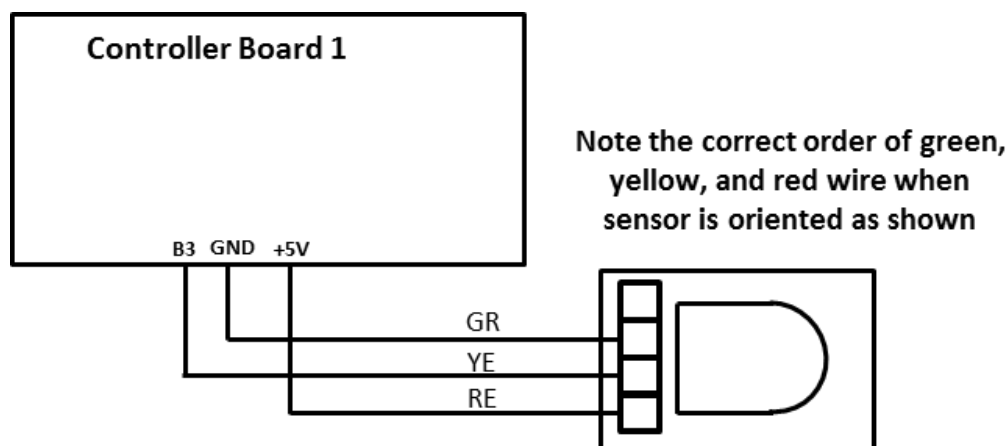 Controller Board 1
Note the correct order of green,
yellow, and red wire when
sensor is oriented as shown
B3 GND +5V
GR
YE
RE